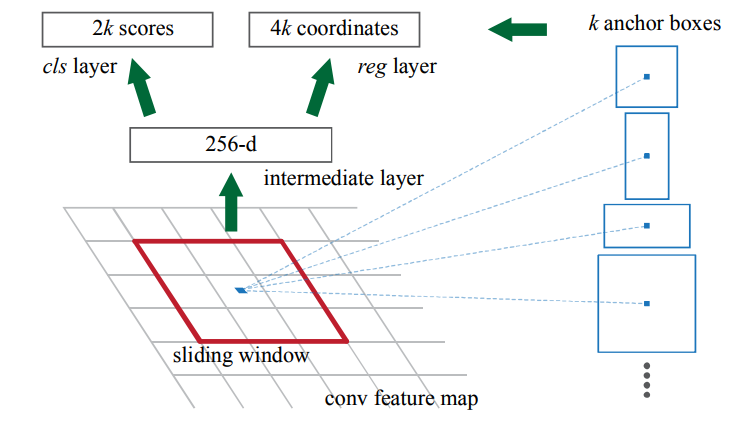 2k scores
4k coordinates
k anchor boxes
cls layer
reg layer
256-d
intermediate layer
sliding window
conv feature map